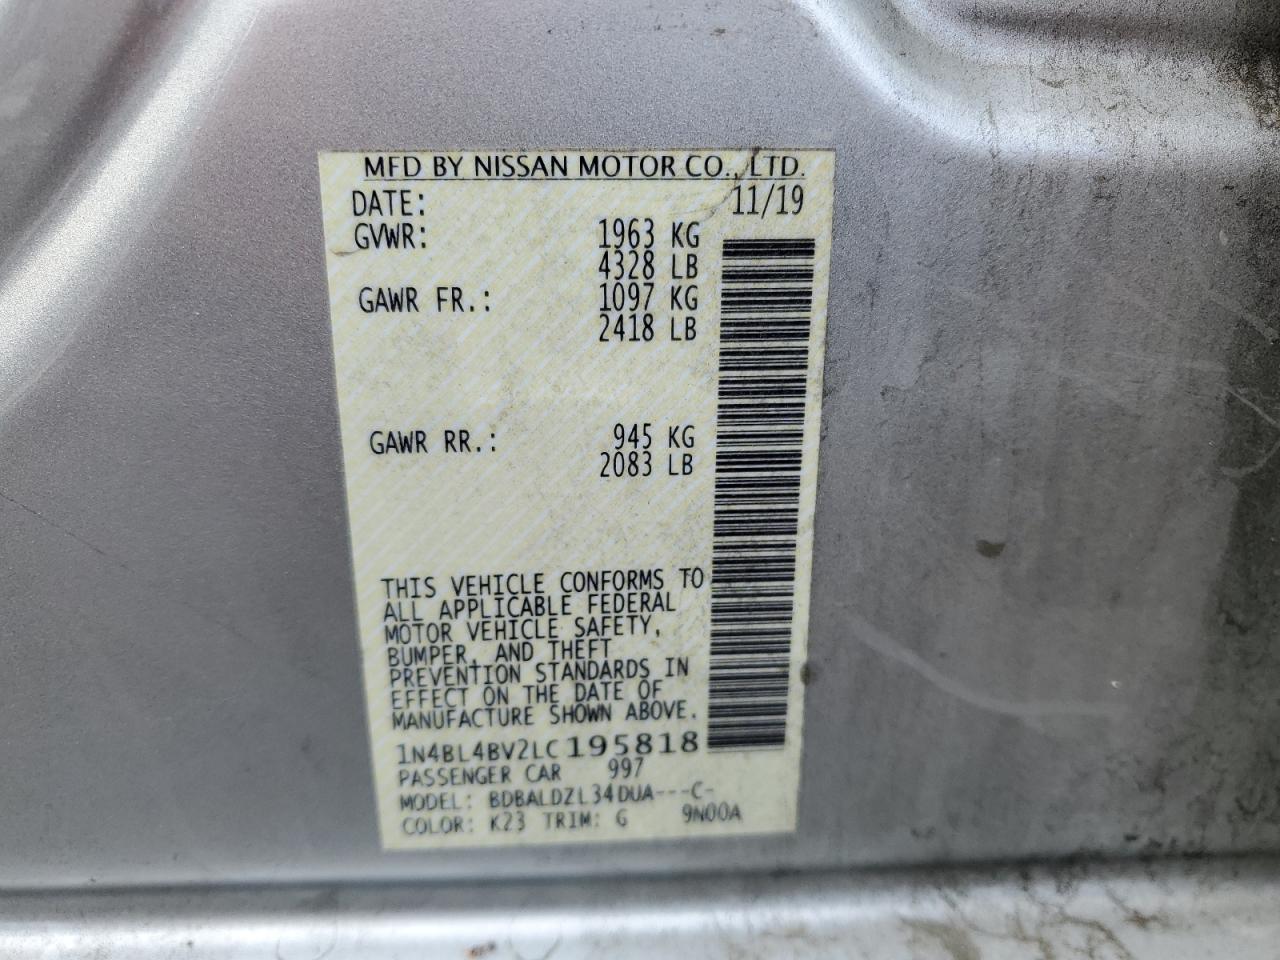 MFD BY NISSAN MOTOR CO., LTD.
DATE: 11/19
GVWR: 1963 KG
4328 LB
GAWR FR.: 1097 KG
2418 LB
GAWR RR.: 945 KG
2083 LB
THIS VEHICLE CONFORMS TO
ALL APPLICABLE FEDERAL
MOTOR VEHICLE SAFETY,
BUMPER, AND THEFT
PREVENTION STANDARDS IN
EFFECT ON THE DATE OF
MANUFACTURE SHOWN ABOVE.
1N4BL4BV2LC195818
PASSENGER CAR 997
MODEL: BDBALDZL34DUA---C-
COLOR: K23 TRIM: G 9N00A